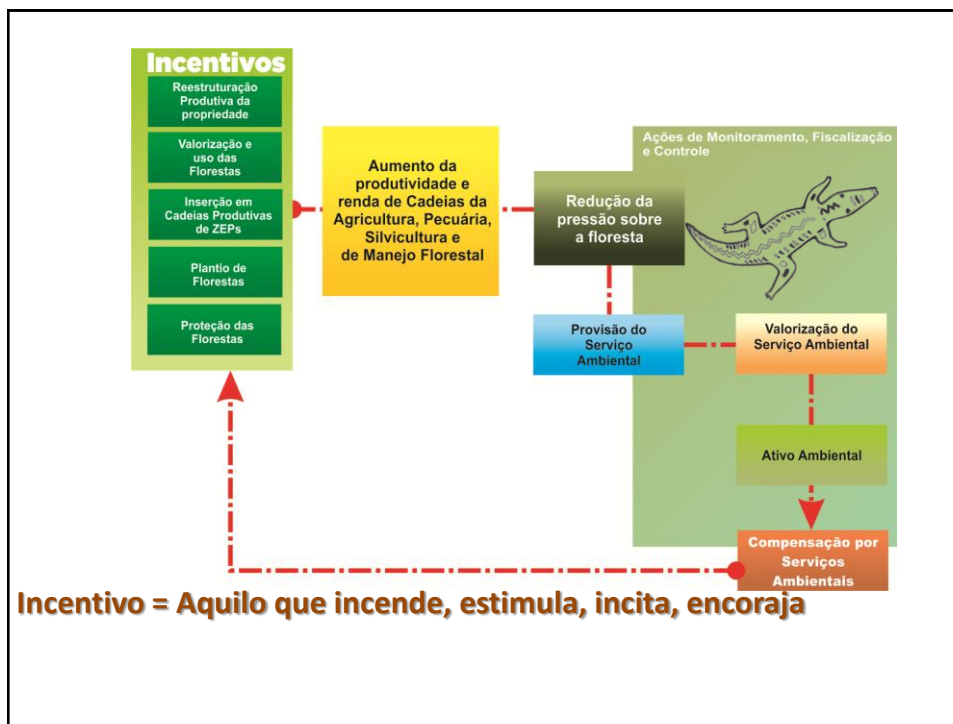 Incentivos
Reestruturação
Produtiva da
propriedade
Valorização e
uso das
Florestas
Inserção em
Cadeias Produtivas
de ZEPs
Plantio de
Florestas
Proteção das
Florestas
Aumento da
produtividade e
renda de Cadeias da
Agricultura, Pecuária,
Silvicultura e
de Manejo Florestal
Ações de Monitoramento, Fiscalização
e Controle
Redução da
pressão sobre
a floresta
Provisão do
Serviço
Ambiental
Valorização do
Serviço Ambiental
Ativo Ambiental
Compensação por
Serviços
Ambientais
Incentivo = Aquilo que incende, estimula, incita, encoraja